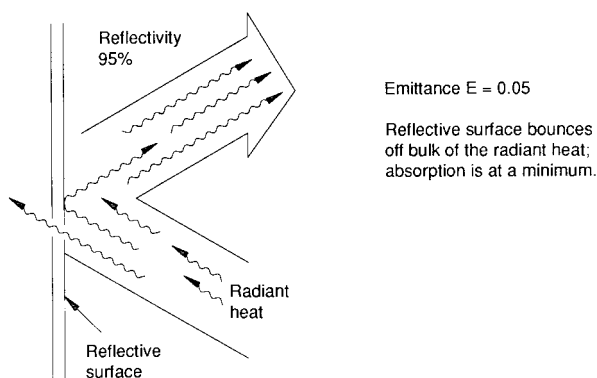 Reflectivity
95%
Emittance E = 0.05
Reflective surface bounces
off bulk of the radiant heat;
absorption is at a minimum.
Radiant
heat
Reflective
surface